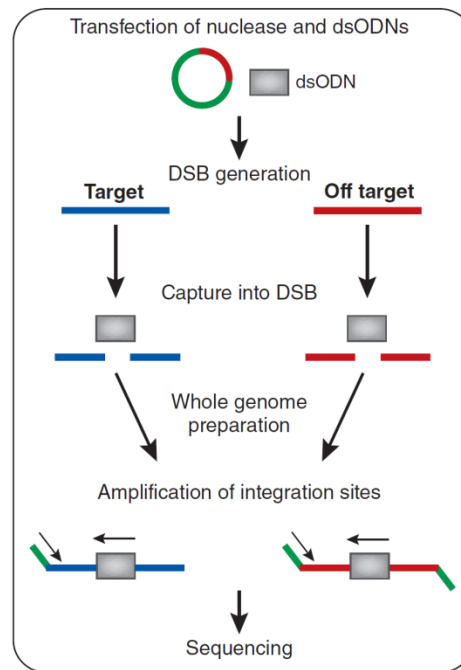 Transfection of nuclease and dsODNs
dsODN
DSB generation
Target
Off target
Capture into DSB
Whole genome
preparation
Amplification of integration sites
Sequencing